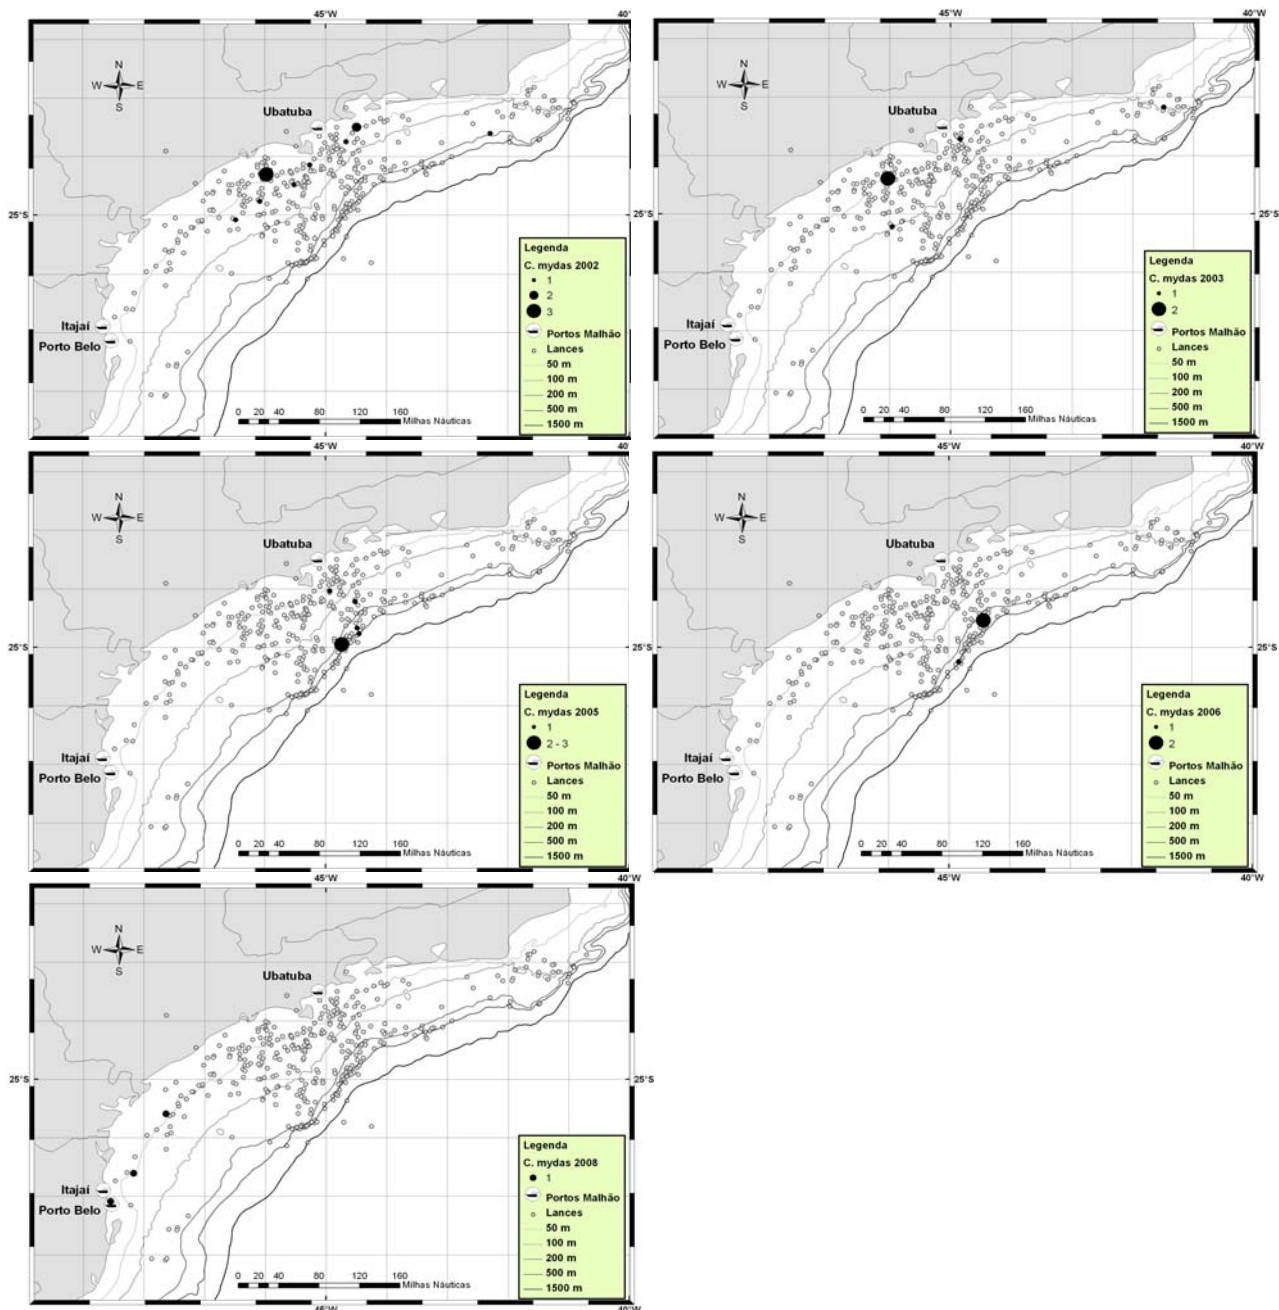 45°W
40°W
N
W E
S
Ubatuba
25°S
Itajaí
Porto Belo
Legenda
C. mydas 2002
1
2
3
Portos Malhão
Lances
50 m
100 m
200 m
500 m
1500 m
0 20 40 80 120 160
Milhas Náuticas
45°W
40°W
N
W E
S
Ubatuba
25°S
Itajaí
Porto Belo
Legenda
C. mydas 2003
1
2
Portos Malhão
Lances
50 m
100 m
200 m
500 m
1500 m
0 20 40 80 120 160
Milhas Náuticas
45°W
40°W
N
W E
S
Ubatuba
25°S
Itajaí
Porto Belo
Legenda
C. mydas 2005
1
2 - 3
Portos Malhão
Lances
50 m
100 m
200 m
500 m
1500 m
0 20 40 80 120 160
Milhas Náuticas
45°W
40°W
N
W E
S
Ubatuba
25°S
Itajaí
Porto Belo
Legenda
C. mydas 2006
1
2
Portos Malhão
Lances
50 m
100 m
200 m
500 m
1500 m
0 20 40 80 120 160
Milhas Náuticas
45°W
40°W
N
W E
S
Ubatuba
25°S
Itajaí
Porto Belo
Legenda
C. mydas 2008
1
Portos Malhão
Lances
50 m
100 m
200 m
500 m
1500 m
0 20 40 80 120 160
Milhas Náuticas
45°W
40°W